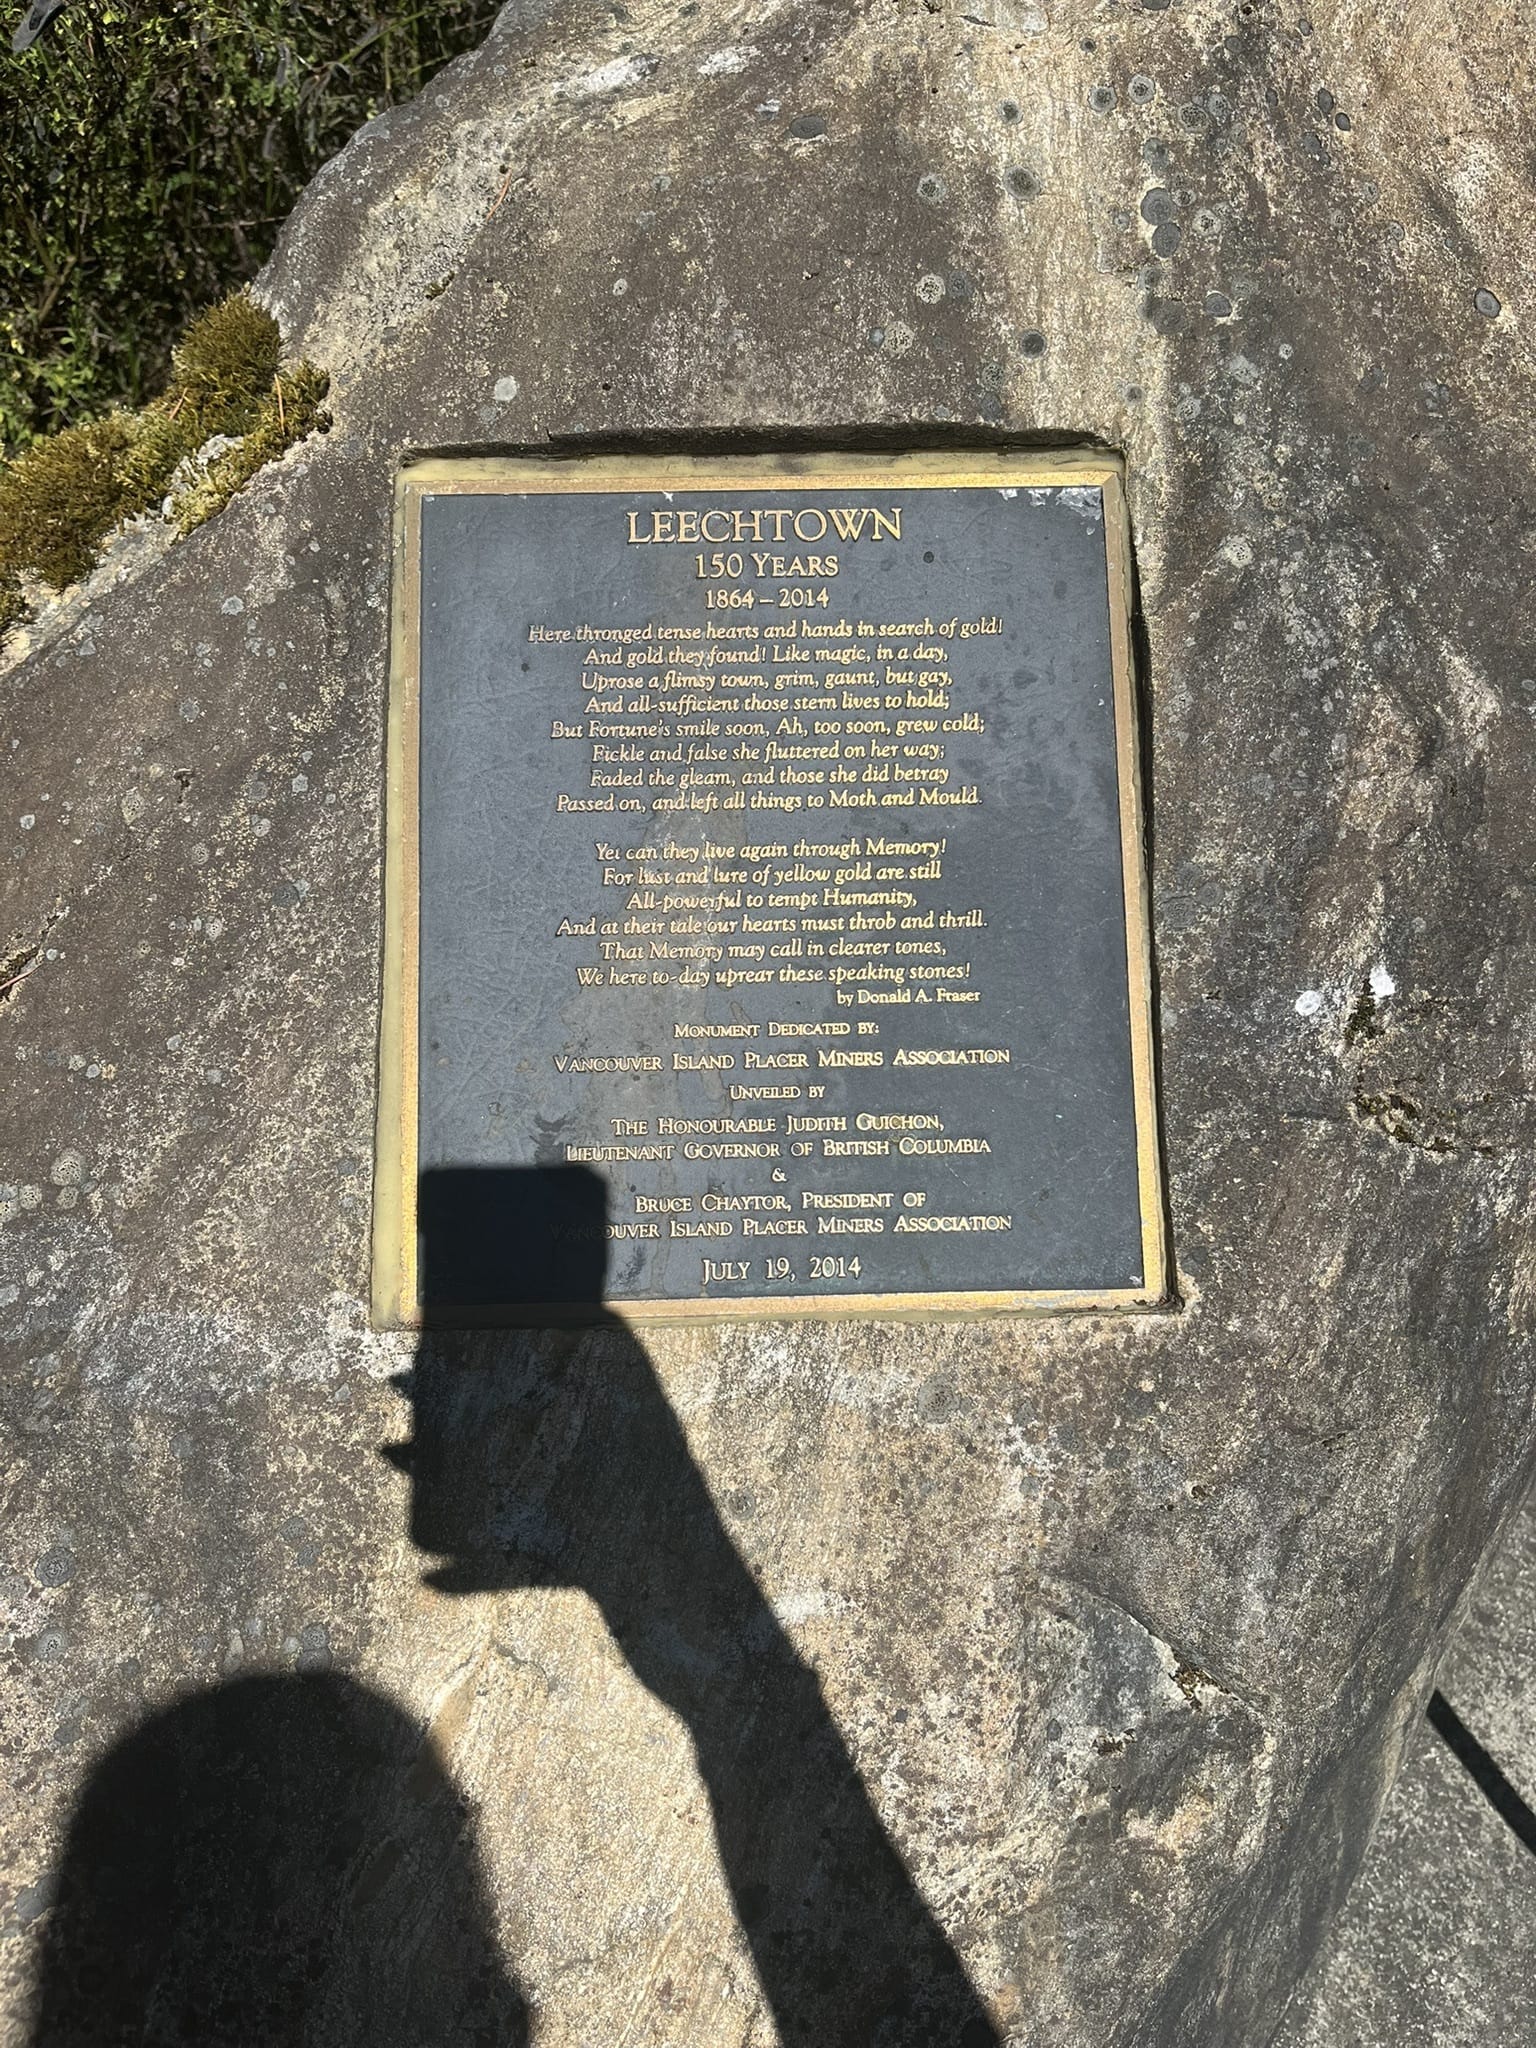 LEECHTOWN
150 YEARS
1864 – 2014
Here thronged tense hearts and hands in search of gold!
And gold they found! Like magic, in a day,
Uprose a flimsy town, grim, gaunt, but gay,
And all-sufficient those stern lives to hold;
But Fortune's smile soon, Ah, too soon, grew cold;
Fickle and false she fluttered on her way;
Faded the gleam, and those she did betray
Passed on, and left all things to Moth and Mould.
Yet can they live again through Memory!
For lust and lure of yellow gold are still
All-powerful to tempt Humanity,
And at their tale our hearts must throb and thrill.
That Memory may call in clearer tones,
We here to-day uprear these speaking stones!
by Donald A. Fraser
MONUMENT DEDICATED BY:
VANCOUVER ISLAND PLACER MINERS ASSOCIATION
UNVEILED BY
THE HONOURABLE JUDITH GUICHON,
LIEUTENANT GOVERNOR OF BRITISH COLUMBIA
&
BRUCE CHAYTOR, PRESIDENT OF
VANCOUVER ISLAND PLACER MINERS ASSOCIATION
JULY 19, 2014